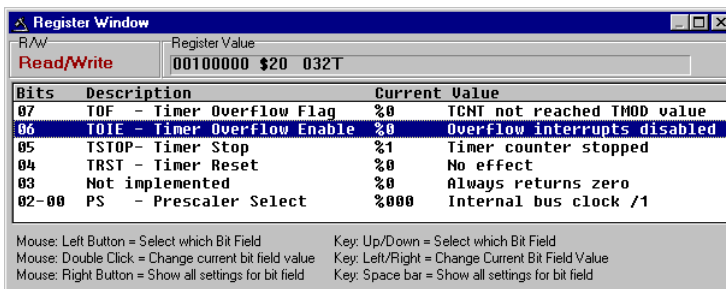 Register Window
R/W
Register Value
Read/Write
00100000 $20 032T
Bits Description Current Value
07 TOF - Timer Overflow Flag %0 TCNT not reached TMOD value
06 TOIE - Timer Overflow Enable %0 Overflow interrupts disabled
05 TSTOP- Timer Stop %1 Timer counter stopped
04 TRST - Timer Reset %0 No effect
03 Not implemented %0 Always returns zero
02-00 PS - Prescaler Select %000 Internal bus clock /1
Mouse: Left Button = Select which Bit Field Key: Up/Down = Select which Bit Field
Mouse: Double Click = Change current bit field value Key: Left/Right = Change Current Bit Field Value
Mouse: Right Button = Show all settings for bit field Key: Space bar = Show all settings for bit field